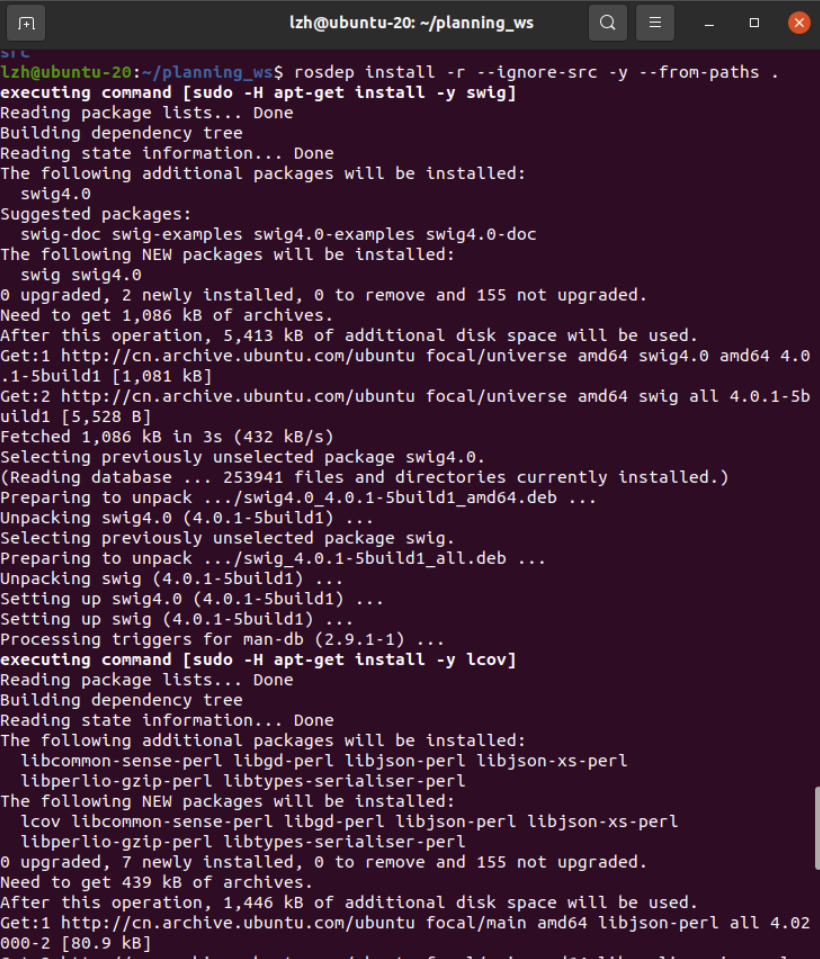 lzh@ubuntu-20: ~/planning_ws
src
lzh@ubuntu-20:~/planning_ws$ rosdep install -r --ignore-src -y --from-paths .
executing command [sudo -H apt-get install -y swig]
Reading package lists... Done
Building dependency tree
Reading state information... Done
The following additional packages will be installed:
  swig4.0
Suggested packages:
  swig-doc swig-examples swig4.0-examples swig4.0-doc
The following NEW packages will be installed:
  swig swig4.0
0 upgraded, 2 newly installed, 0 to remove and 155 not upgraded.
Need to get 1,086 kB of archives.
After this operation, 5,413 kB of additional disk space will be used.
Get:1 http://cn.archive.ubuntu.com/ubuntu focal/universe amd64 swig4.0 amd64 4.0
.1-5build1 [1,081 kB]
Get:2 http://cn.archive.ubuntu.com/ubuntu focal/universe amd64 swig all 4.0.1-5b
uild1 [5,528 B]
Fetched 1,086 kB in 3s (432 kB/s)
Selecting previously unselected package swig4.0.
(Reading database ... 253941 files and directories currently installed.)
Preparing to unpack .../swig4.0_4.0.1-5build1_amd64.deb ...
Unpacking swig4.0 (4.0.1-5build1) ...
Selecting previously unselected package swig.
Preparing to unpack .../swig_4.0.1-5build1_all.deb ...
Unpacking swig (4.0.1-5build1) ...
Setting up swig4.0 (4.0.1-5build1) ...
Setting up swig (4.0.1-5build1) ...
Processing triggers for man-db (2.9.1-1) ...
executing command [sudo -H apt-get install -y lcov]
Reading package lists... Done
Building dependency tree
Reading state information... Done
The following additional packages will be installed:
  libcommon-sense-perl libgd-perl libjson-perl libjson-xs-perl
  libperlio-gzip-perl libtypes-serialiser-perl
The following NEW packages will be installed:
  lcov libcommon-sense-perl libgd-perl libjson-perl libjson-xs-perl
  libperlio-gzip-perl libtypes-serialiser-perl
0 upgraded, 7 newly installed, 0 to remove and 155 not upgraded.
Need to get 439 kB of archives.
After this operation, 1,446 kB of additional disk space will be used.
Get:1 http://cn.archive.ubuntu.com/ubuntu focal/main amd64 libjson-perl all 4.02
000-2 [80.9 kB]